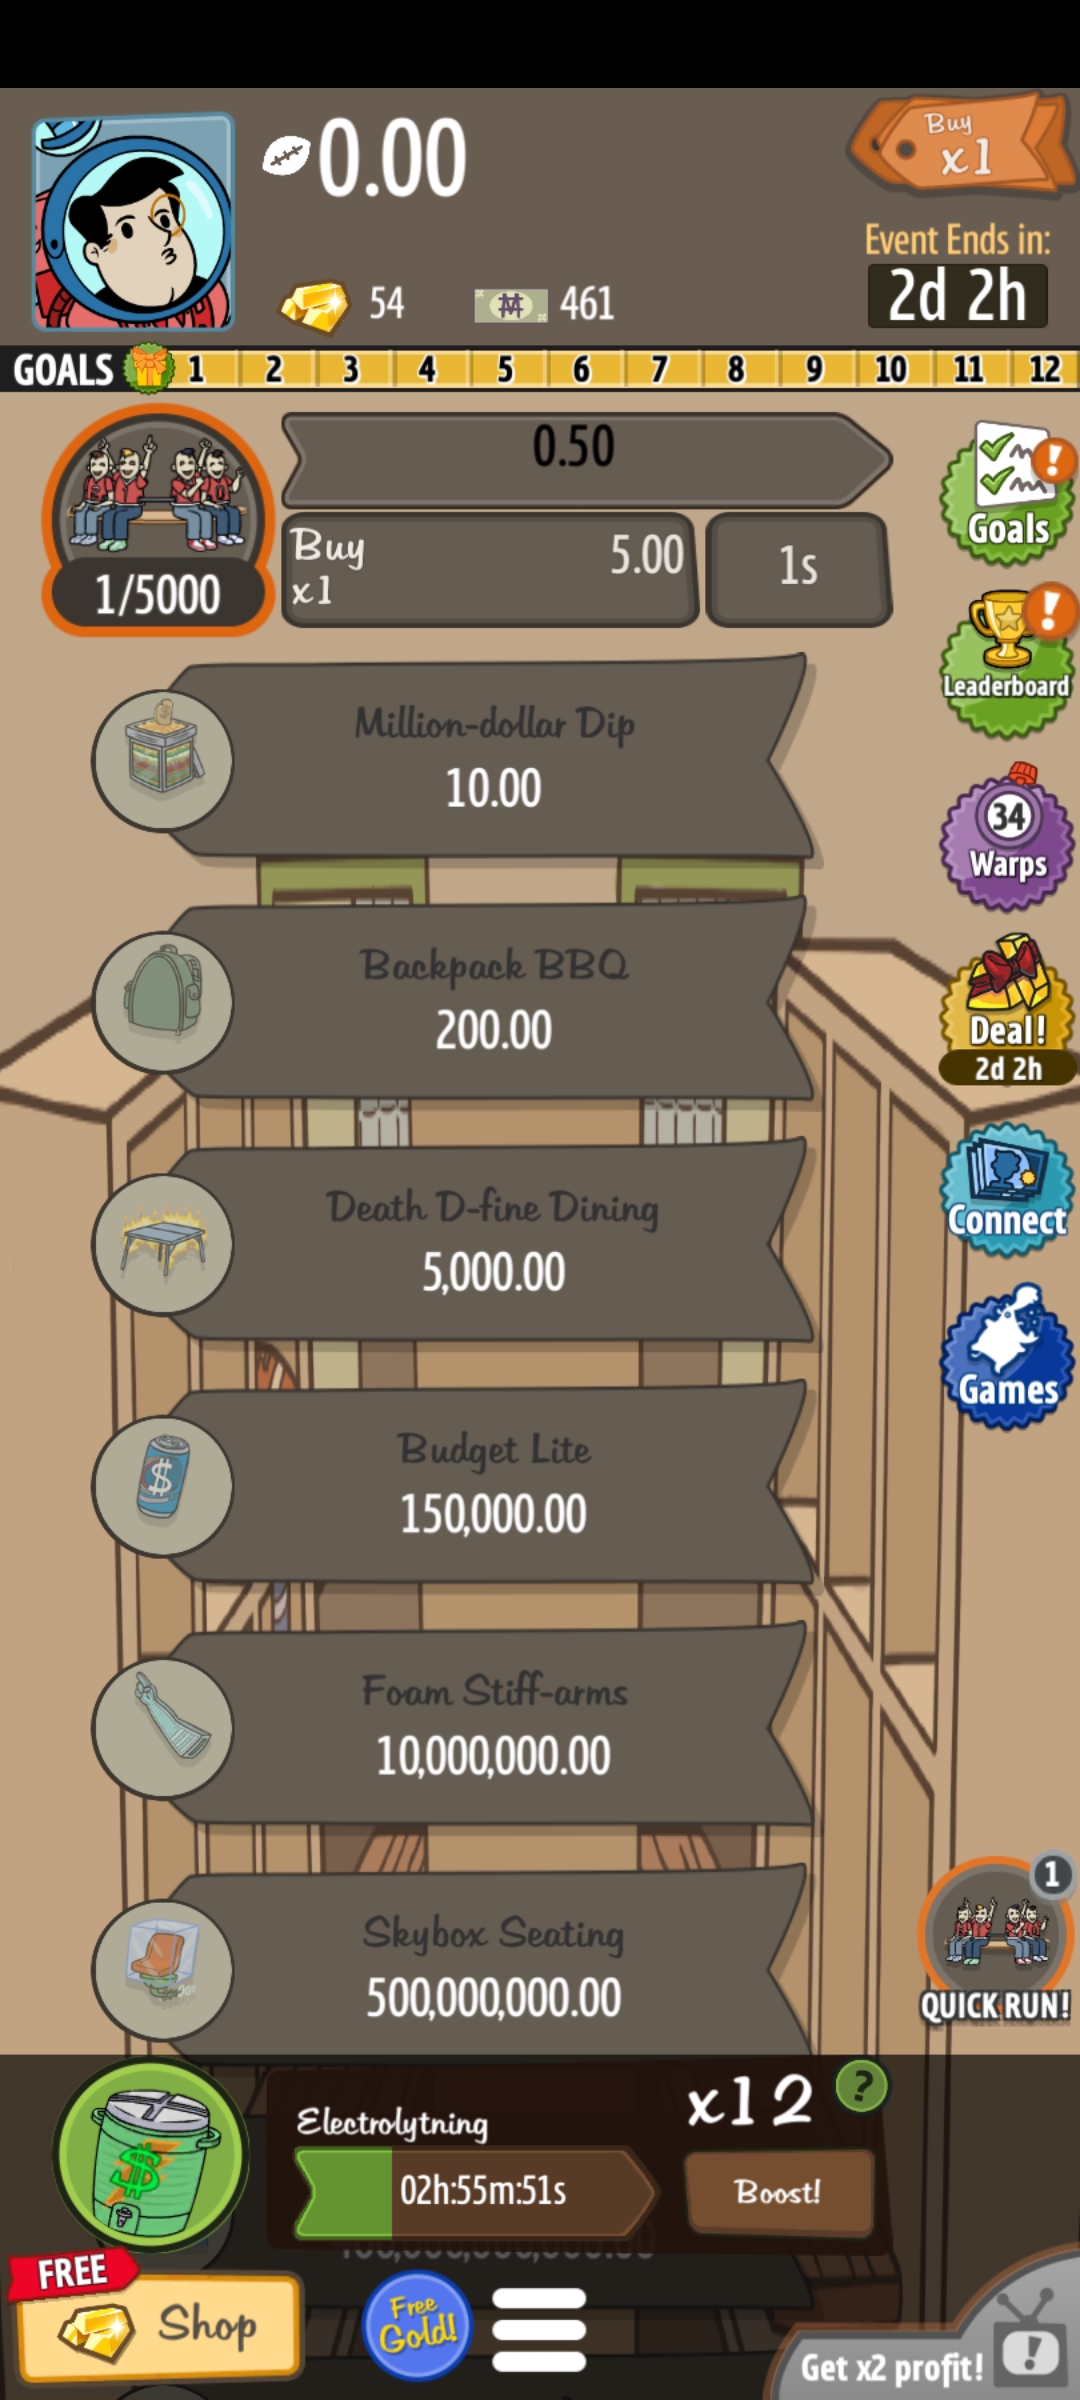 0.00
Buy
x1
Event Ends in:
2d 2h
54
461
GOALS 1 2 3 4 5 6 7 8 9 10 11 12
0.50
Buy
x1
5.00
1s
1/5000
!
Goals
!
Leaderboard
Million-dollar Dip
10.00
34
Warps
Backpack BBQ
200.00
Deal!
2d 2h
Death D-fine Dining
5,000.00
Connect
Budget Lite
150,000.00
$
Games
Foam Stiff-arms
10,000,000.00
Skybox Seating
500,000,000.00
1
QUICK RUN!
Electrolytning
x12
?
$
02h:55m:51s
Boost!
FREE
Shop
Free
Gold!
Get x2 profit!
!